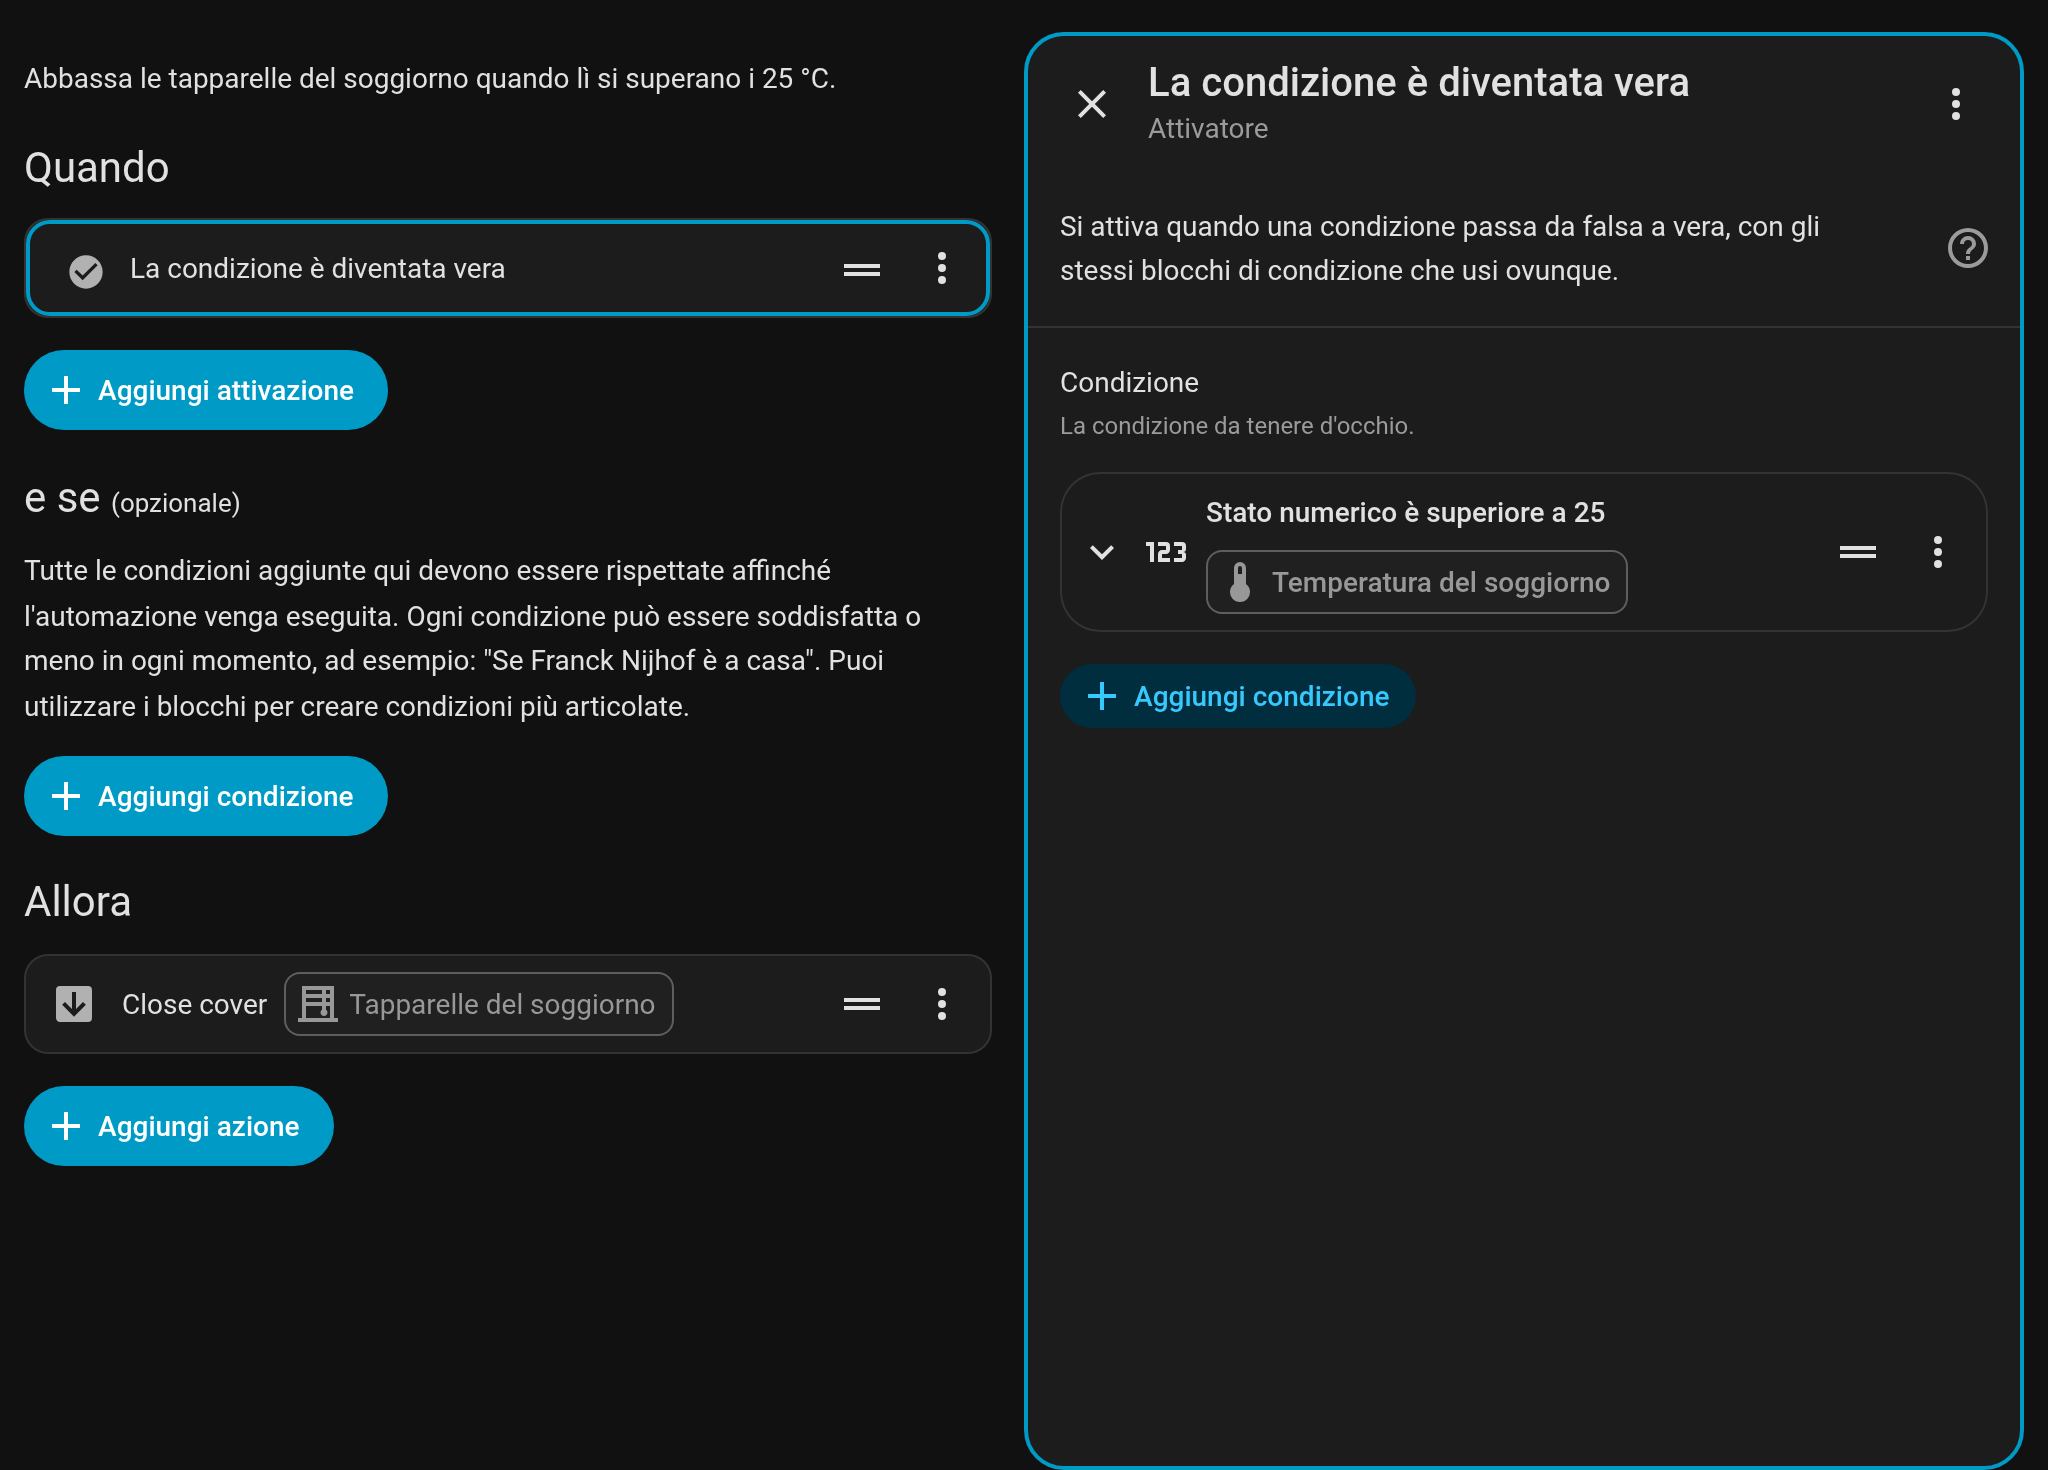 Abbassa le tapparelle del soggiorno quando lì si superano i 25 °C.
Quando
La condizione è diventata vera
Aggiungi attivazione
e se (opzionale)
Tutte le condizioni aggiunte qui devono essere rispettate affinché
l'automazione venga eseguita. Ogni condizione può essere soddisfatta o
meno in ogni momento, ad esempio: "Se Franck Nijhof è a casa". Puoi
utilizzare i blocchi per creare condizioni più articolate.
Aggiungi condizione
Allora
Close cover Tapparelle del soggiorno
Aggiungi azione
La condizione è diventata vera
Attivatore
Si attiva quando una condizione passa da falsa a vera, con gli
stessi blocchi di condizione che usi ovunque.
Condizione
La condizione da tenere d'occhio.
Stato numerico è superiore a 25
123
Temperatura del soggiorno
Aggiungi condizione